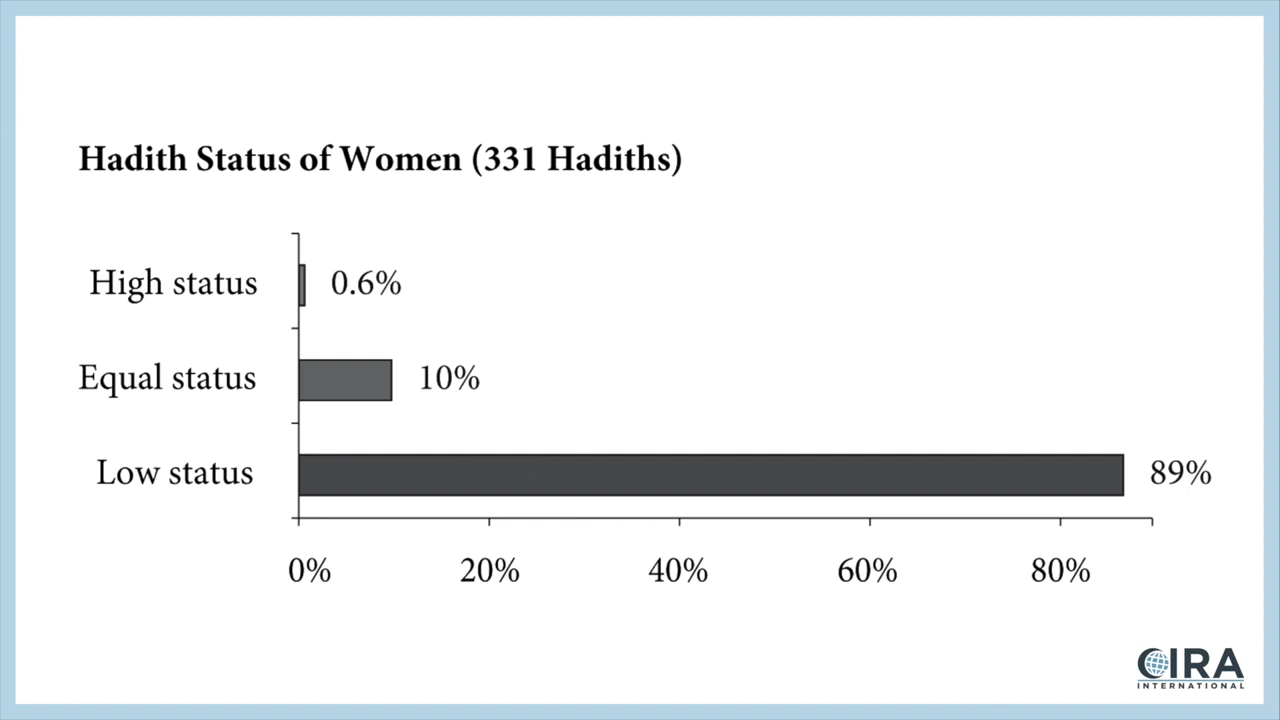 Hadith Status of Women (331 Hadiths)
High status 0.6%
Equal status 10%
Low status 89%
0% 20% 40% 60% 80%
CIRA
INTERNATIONAL